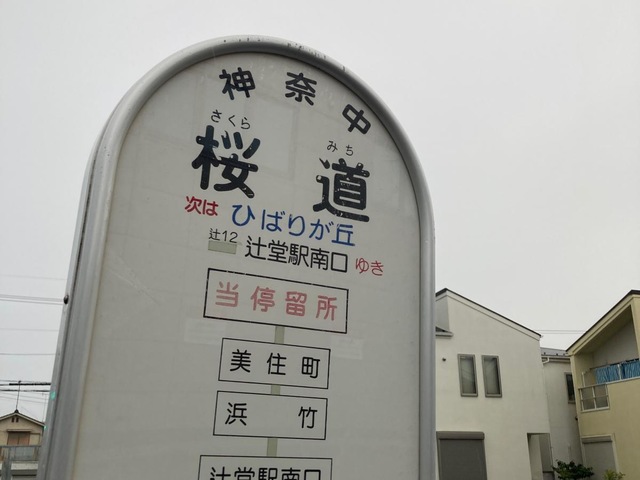 神奈中
さくら みち
桜道
次は ひばりが丘
辻12 辻堂駅南口 ゆき
当停留所
美住町
浜竹
辻堂駅南口